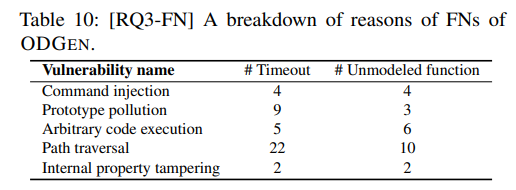 Table 10: [RQ3-FN] A breakdown of reasons of FNs of
ODGEN.
Vulnerability name # Timeout # Unmodeled function
Command injection 4 4
Prototype pollution 9 3
Arbitrary code execution 5 6
Path traversal 22 10
Internal property tampering 2 2